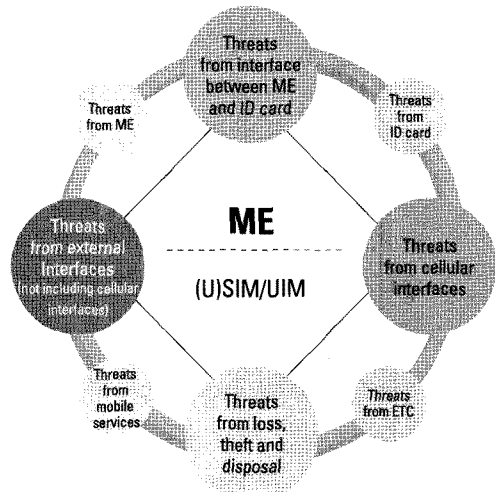 Threats
from interface
between ME
and ID card
Threats
from ME
Threats
from
ID card
Threats
from external
Interfaces
(not including cellular
interfaces)
ME
(U)SIM/UIM
Threats
from cellular
interfaces
Threats
from
mobile
services
Threats
from loss,
theft and
disposal
Threats
from ETC